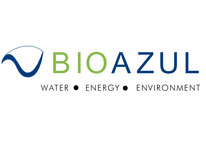 BIOAZUL
WATER ● ENERGY ● ENVIRONMENT